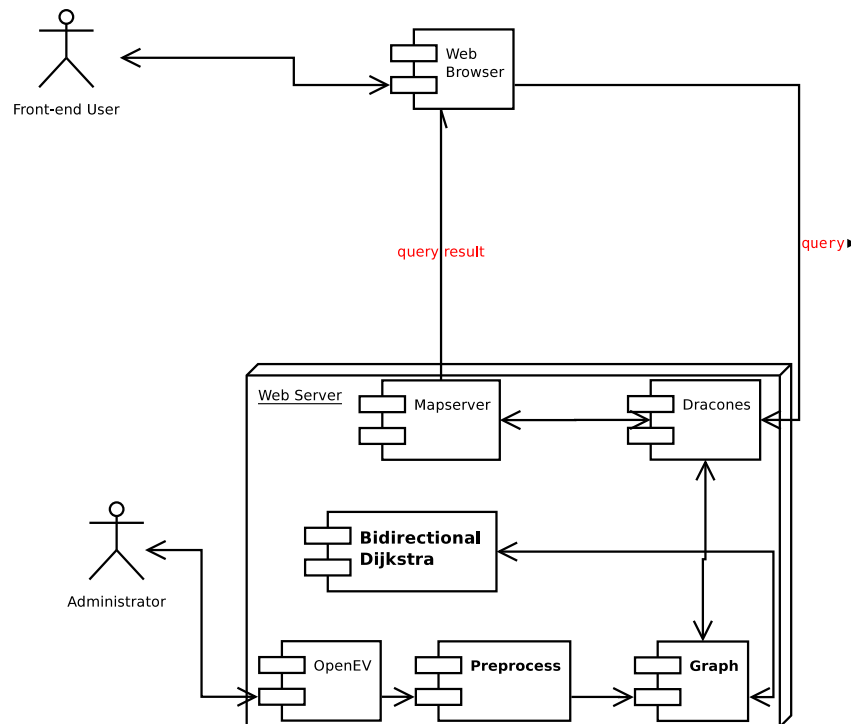 Web
Browser
Front-end User
query result
query
Web Server
Mapserver
Dracones
Bidirectional
Dijkstra
Administrator
OpenEV
Preprocess
Graph